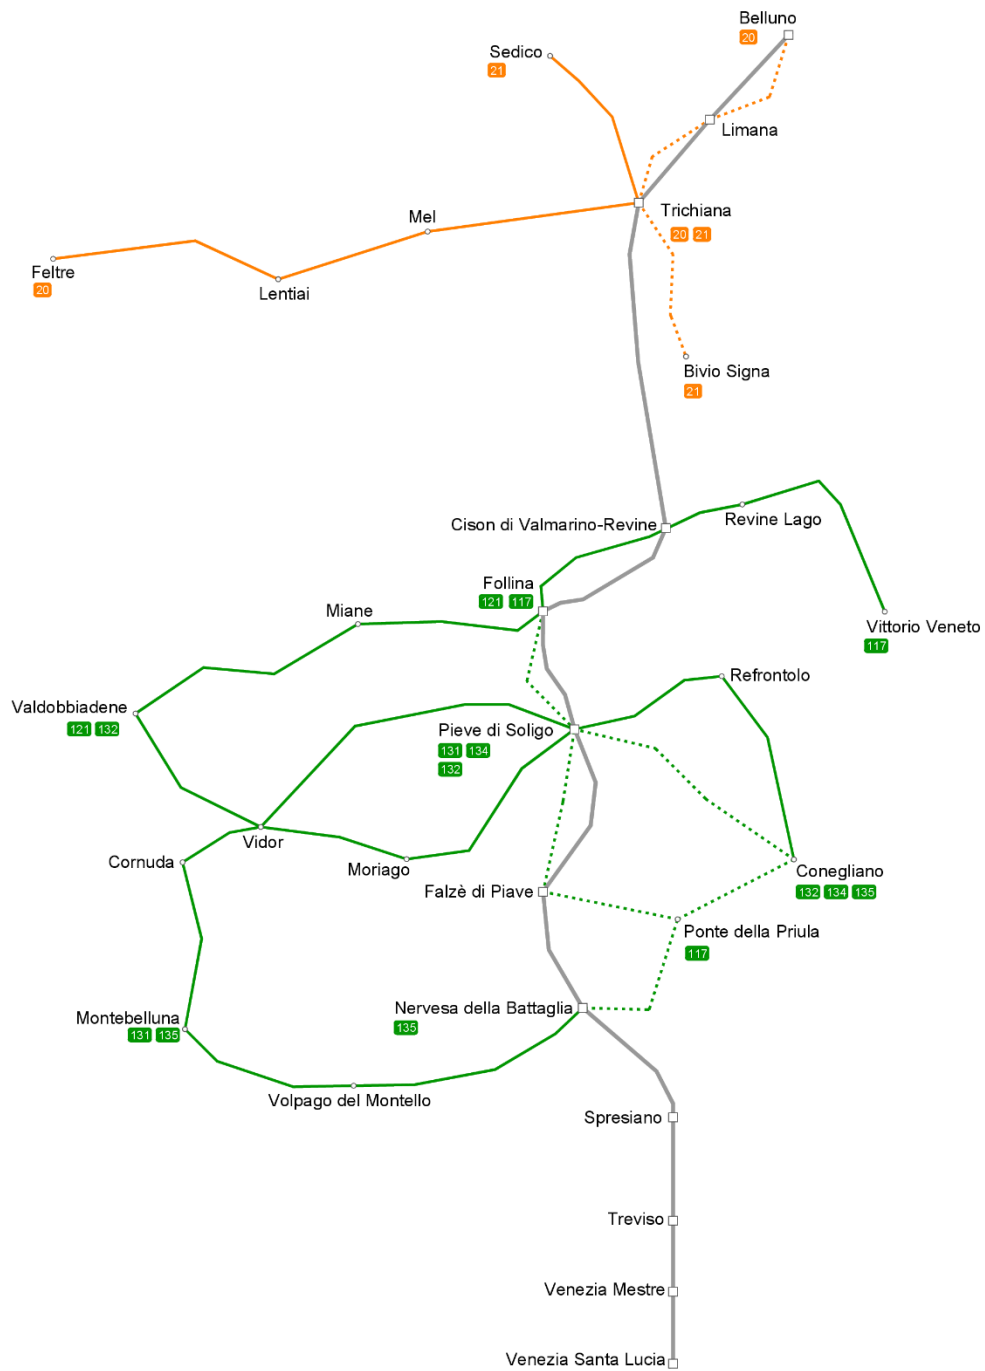 Belluno
20
Sedico
21
Limana
Trichiana
20 21
Mel
Feltre
20
Lentiai
Bivio Signa
21
Cison di Valmarino-Revine
Revine Lago
Follina
121 117
Miane
Vittorio Veneto
117
Refrontolo
Valdobbiadene
121 132
Pieve di Soligo
131 134
132
Vidor
Cornuda
Moriago
Conegliano
132 134 135
Falzè di Piave
Ponte della Priula
117
Nervesa della Battaglia
135
Montebelluna
131 135
Volpago del Montello
Spresiano
Treviso
Venezia Mestre
Venezia Santa Lucia